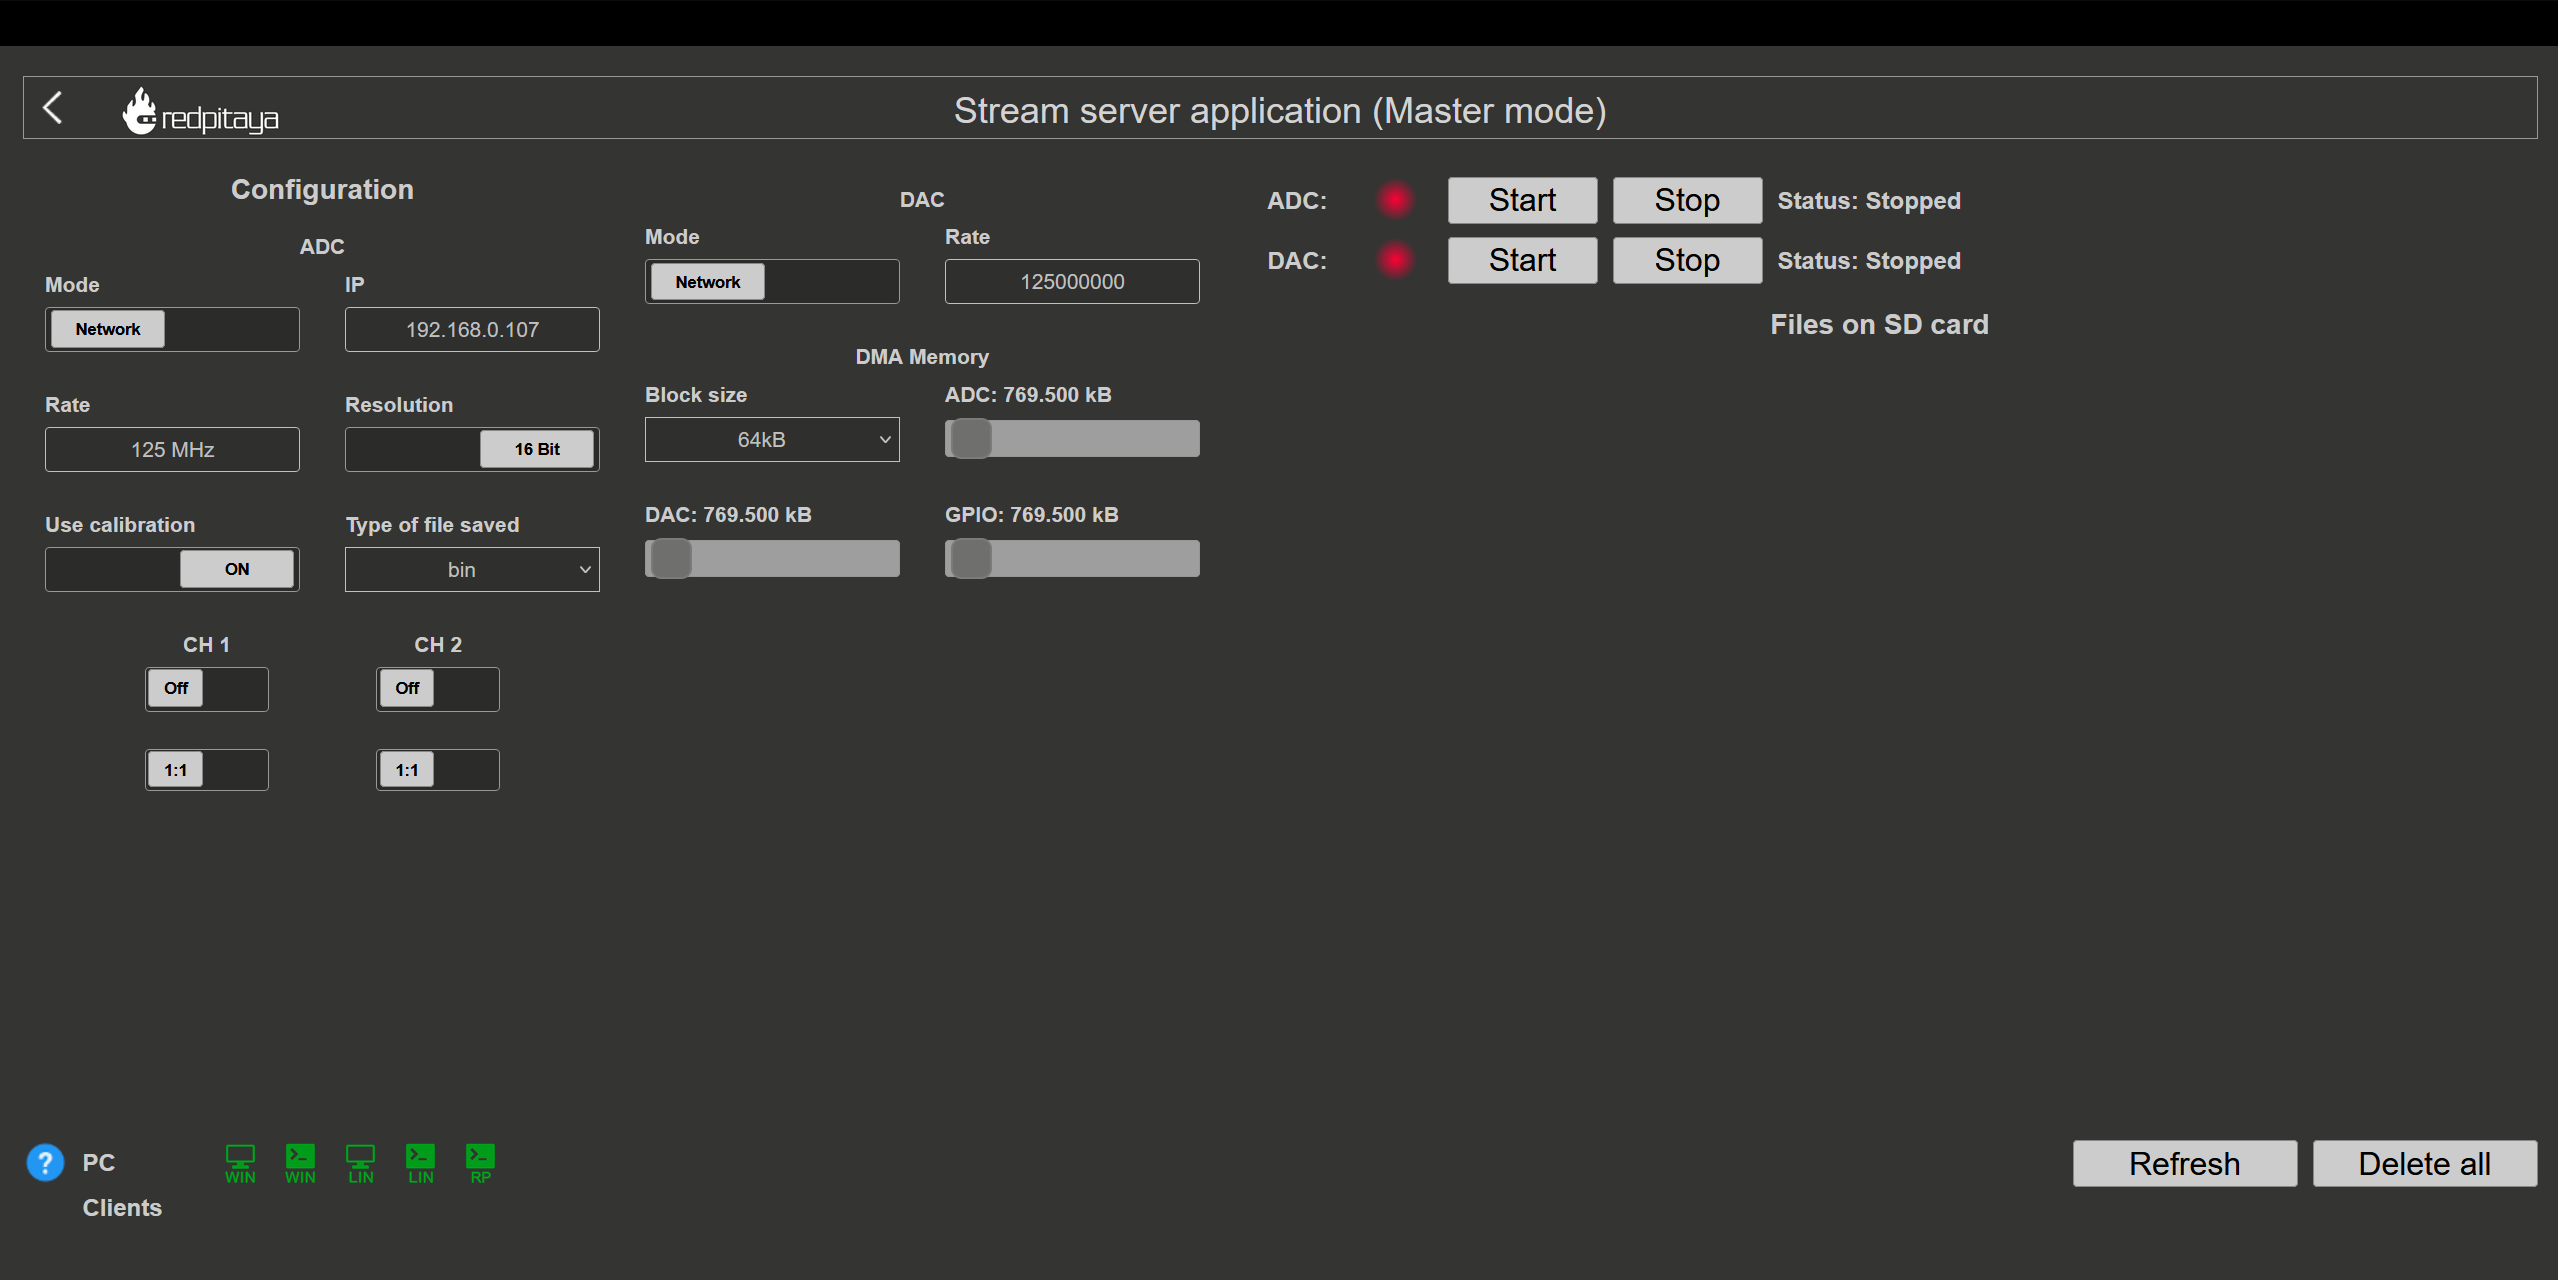 redpitaya
Stream server application (Master mode)
Configuration
ADC
Mode
IP
Network
192.168.0.107
Rate
Resolution
125 MHz
16 Bit
Use calibration
Type of file saved
ON
bin
CH 1
CH 2
Off
Off
1:1
1:1
DAC
Mode
Rate
Network
125000000
DMA Memory
Block size
ADC: 769.500 kB
64kB
DAC: 769.500 kB
GPIO: 769.500 kB
ADC:
Start
Stop
Status: Stopped
DAC:
Start
Stop
Status: Stopped
Files on SD card
?
PC
Clients
WIN
WIN
LIN
LIN
RP
Refresh
Delete all